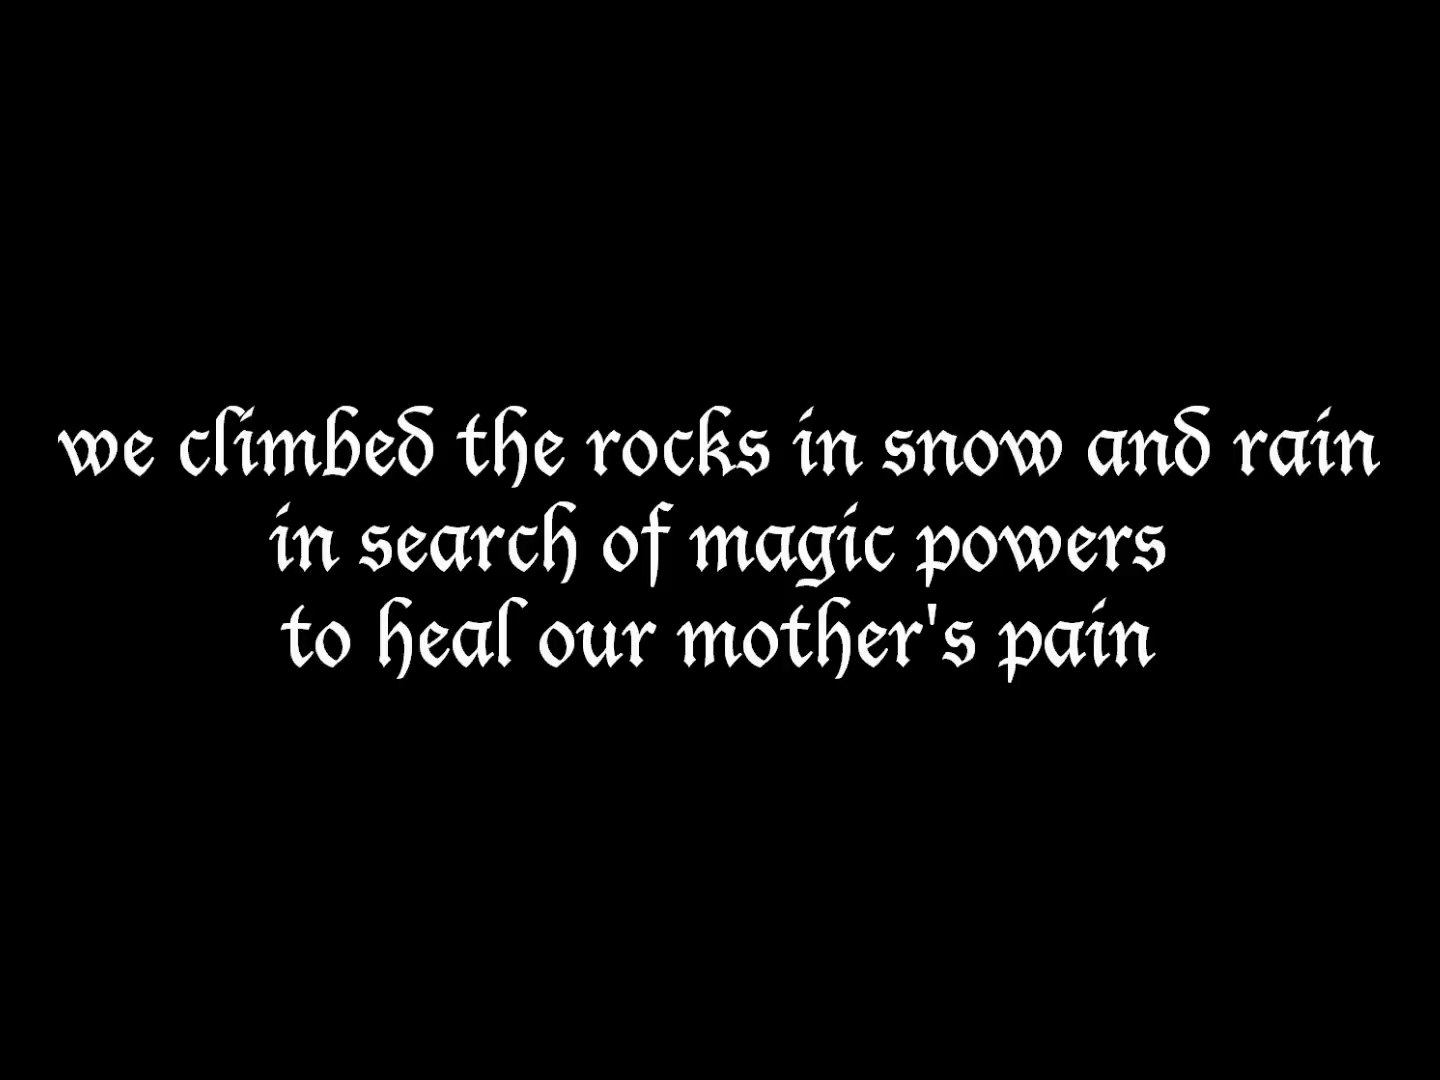 we climbed the rocks in snow and rain
in search of magic powers
to heal our mother's pain